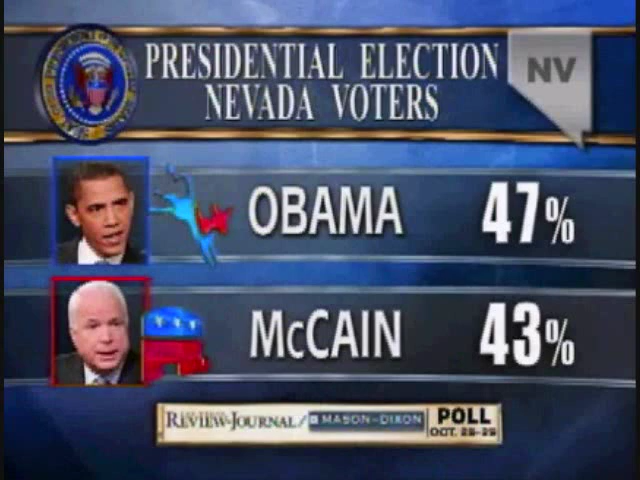 PRESIDENTIAL ELECTION
NEVADA VOTERS
NV
OBAMA 47%
McCAIN 43%
REVIEW-JOURNAL / MASON-DIXON POLL
OCT. 28-29